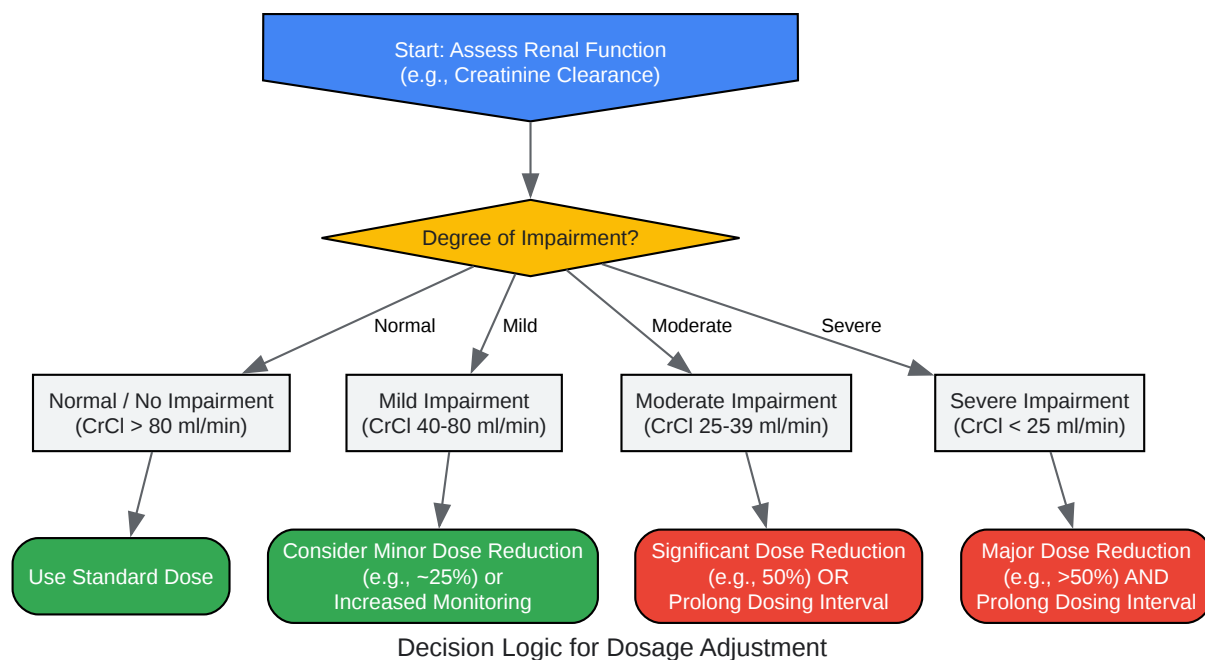 Start: Assess Renal Function
(e.g., Creatinine Clearance)
Degree of Impairment?
Normal
Mild
Moderate
Severe
Normal / No Impairment
(CrCl > 80 ml/min)
Mild Impairment
(CrCl 40-80 ml/min)
Moderate Impairment
(CrCl 25-39 ml/min)
Severe Impairment
(CrCl < 25 ml/min)
Use Standard Dose
Consider Minor Dose Reduction
(e.g., ~25%) or
Increased Monitoring
Significant Dose Reduction
(e.g., 50%) OR
Prolong Dosing Interval
Major Dose Reduction
(e.g., >50%) AND
Prolong Dosing Interval
Decision Logic for Dosage Adjustment